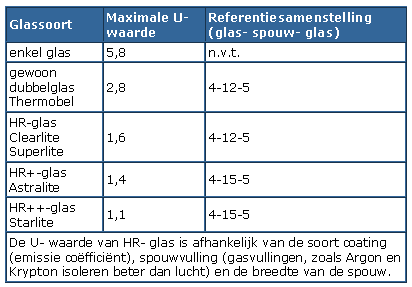 Glassoort Maximale U- Referentiesamenstelling
waarde (glas- spouw- glas)
enkel glas 5,8 n.v.t.
gewoon
dubbelglas 2,8 4-12-5
Thermobel
HR-glas
Clearlite 1,6 4-12-5
Superlite
HR+-glas 1,4 4-15-5
Astralite
HR++-glas 1,1 4-15-5
Starlite
De U- waarde van HR- glas is afhankelijk van de soort coating
(emissie coëfficiënt), spouwvulling (gasvullingen, zoals Argon en
Krypton isoleren beter dan lucht) en de breedte van de spouw.